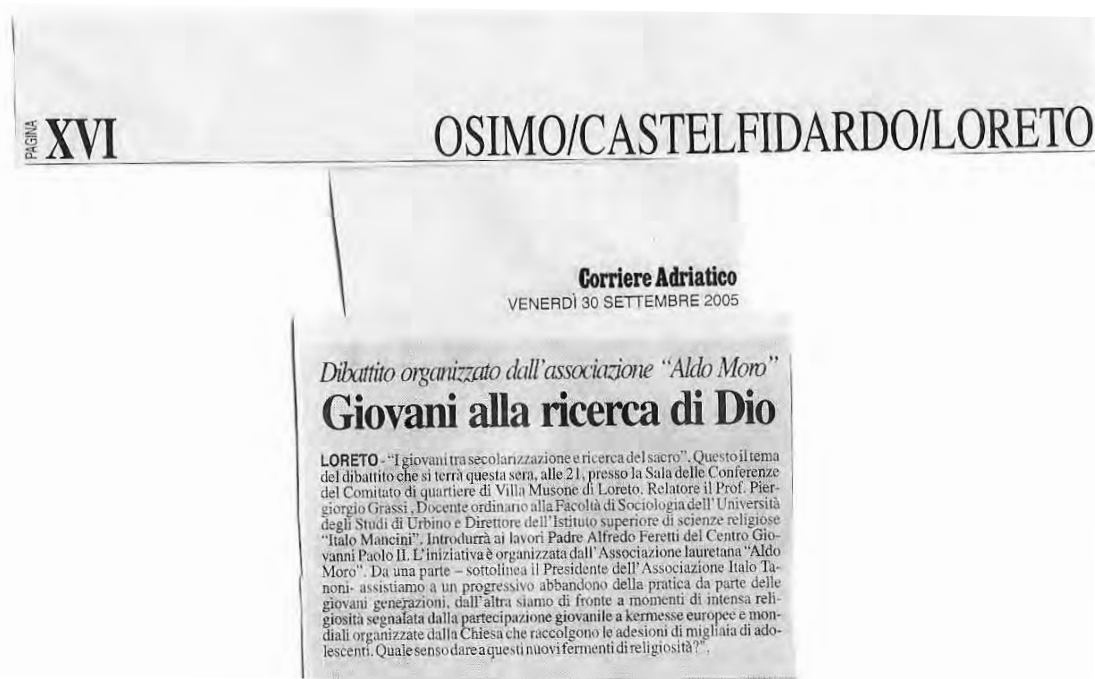 PAGINA
XVI
OSIMO/CASTELFIDARDO/LORETO
Corriere Adriatico
VENERDÌ 30 SETTEMBRE 2005
Dibattito organizzato dall'associazione "Aldo Moro"
Giovani alla ricerca di Dio
LORETO - "I giovani tra secolarizzazione e ricerca del sacro". Questo il tema
del dibattito che si terrà questa sera, alle 21, presso la Sala delle Conferenze
del Comitato di quartiere di Villa Musone di Loreto. Relatore il Prof. Pier-
giorgio Grassi, Docente ordinario alla Facoltà di Sociologia dell'Università
degli Studi di Urbino e Direttore dell'Istituto superiore di scienze religiose
"Italo Mancini". Introdurrà ai lavori Padre Alfredo Feretti del Centro Gio-
vanni Paolo II. L'iniziativa è organizzata dall'Associazione lauretana "Aldo
Moro". Da una parte – sottolinea il Presidente dell'Associazione Italo Ta-
noni- assistiamo a un progressivo abbandono della pratica da parte delle
giovani generazioni, dall'altra siamo di fronte a momenti di intensa reli-
giosità segnalata dalla partecipazione giovanile a kermesse europee e mon-
diali organizzate dalla Chiesa che raccolgono le adesioni di migliaia di ado-
lescenti. Quale senso dare a questi nuovi fermenti di religiosità?".